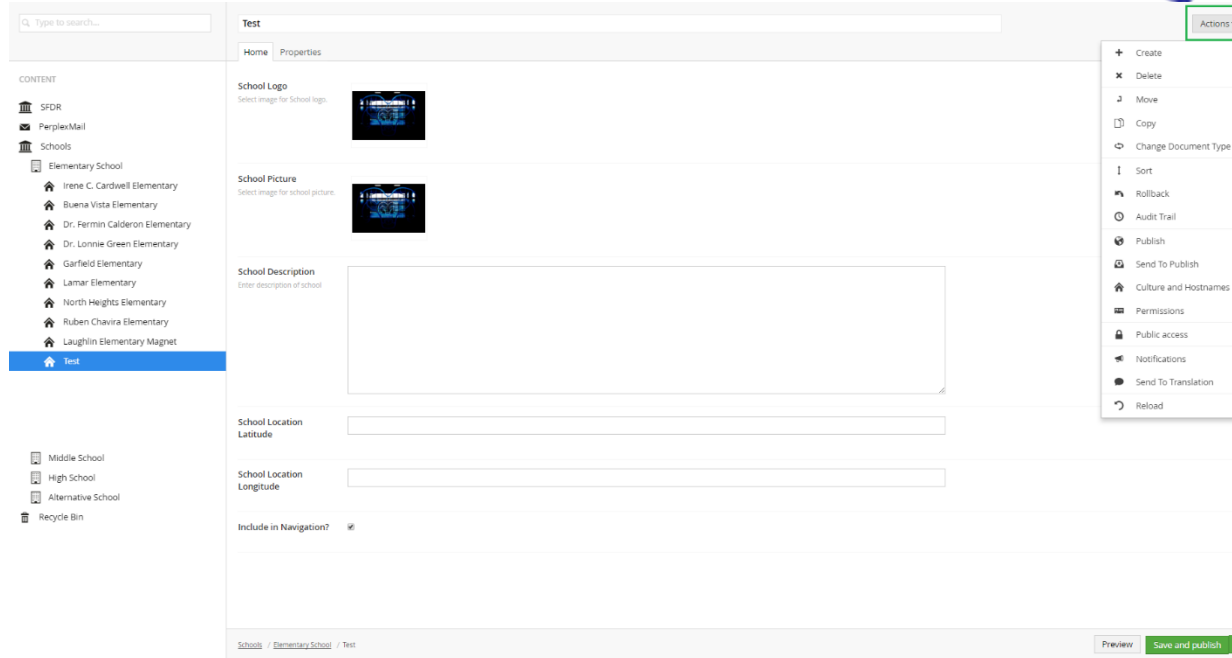 Type to search...
CONTENT
SFDR
PerplexMail
Schools
Elementary School
Irene C. Cardwell Elementary
Buena Vista Elementary
Dr. Fermin Calderon Elementary
Dr. Lonnie Green Elementary
Garfield Elementary
Lamar Elementary
North Heights Elementary
Ruben Chavira Elementary
Laughlin Elementary Magnet
Test
Middle School
High School
Alternative School
Recycle Bin
Test
Home Properties
School Logo
Select image for School logo.
School Picture
Select image for school picture.
School Description
Enter description of school
School Location
Latitude
School Location
Longitude
Include in Navigation?
Schools / Elementary School / Test
Actions
Create
Delete
Move
Copy
Change Document Type
Sort
Rollback
Audit Trail
Publish
Send To Publish
Culture and Hostnames
Permissions
Public access
Notifications
Send To Translation
Reload
Preview
Save and publish